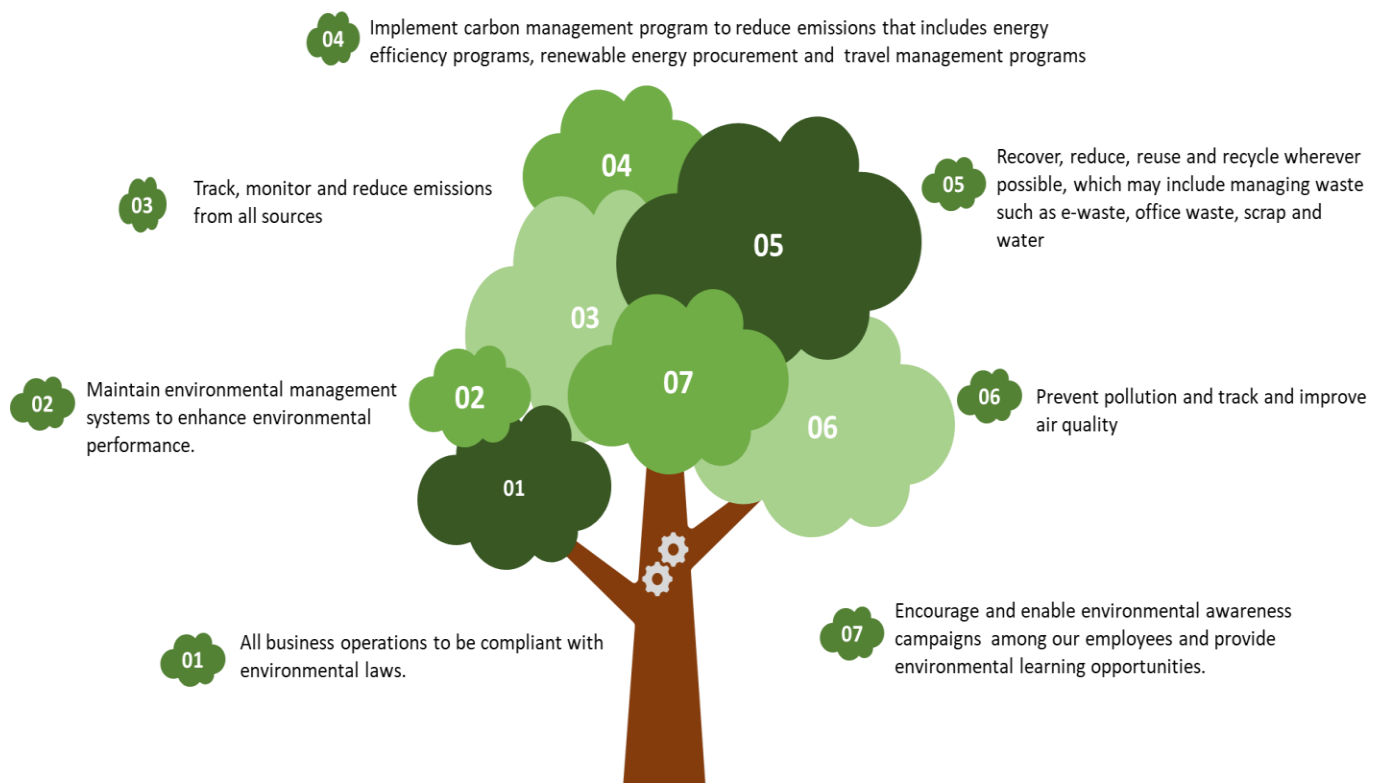 04
Implement carbon management program to reduce emissions that includes energy
efficiency programs, renewable energy procurement and travel management programs
03
Track, monitor and reduce emissions
from all sources
05
Recover, reduce, reuse and recycle wherever
possible, which may include managing waste
such as e-waste, office waste, scrap and
water
02
Maintain environmental management
systems to enhance environmental
performance.
06
Prevent pollution and track and improve
air quality
01
All business operations to be compliant with
environmental laws.
07
Encourage and enable environmental awareness
campaigns among our employees and provide
environmental learning opportunities.
04
05
03
07
02
06
01